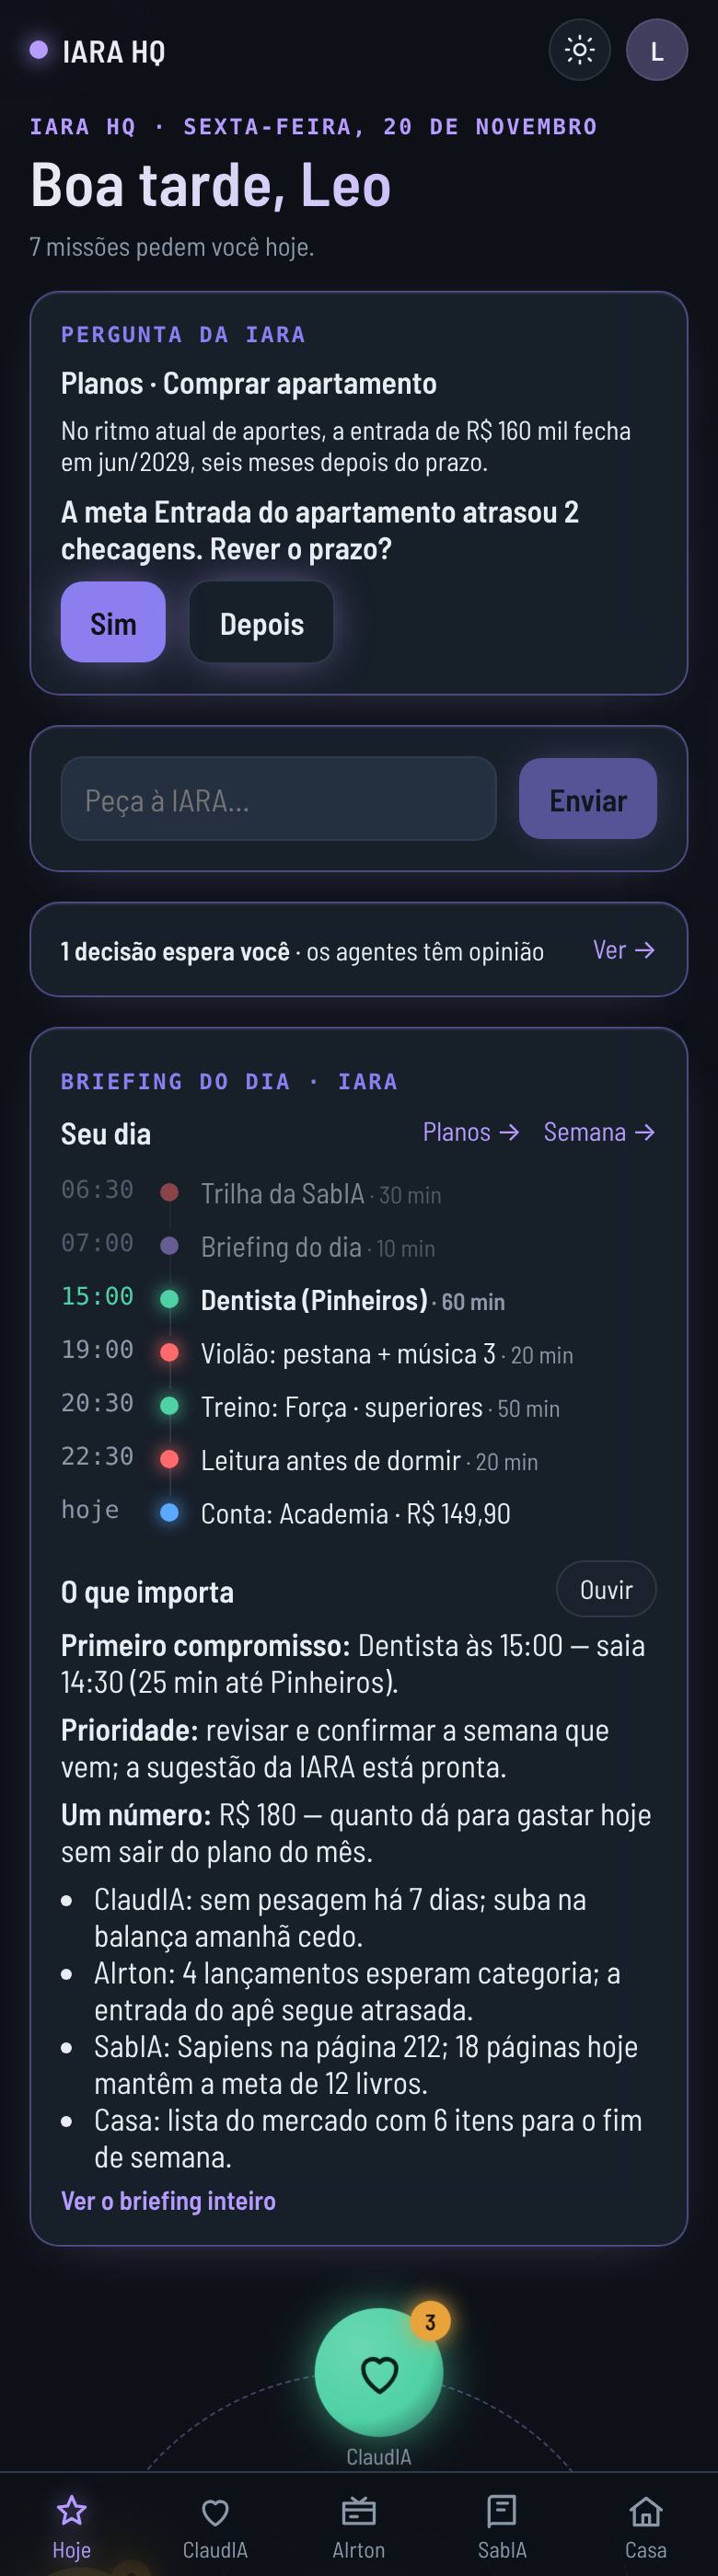 IARA HQ
L
IARA HQ · SEXTA-FEIRA, 20 DE NOVEMBRO
Boa tarde, Leo
7 missões pedem você hoje.
PERGUNTA DA IARA
Planos · Comprar apartamento
No ritmo atual de aportes, a entrada de R$ 160 mil fecha
em jun/2029, seis meses depois do prazo.
A meta Entrada do apartamento atrasou 2
checagens. Rever o prazo?
Sim
Depois
Peça à IARA...
Enviar
1 decisão espera você · os agentes têm opinião
Ver →
BRIEFING DO DIA · IARA
Seu dia
Planos →
Semana →
06:30 Trilha da SabIA · 30 min
07:00 Briefing do dia · 10 min
15:00 Dentista (Pinheiros) · 60 min
19:00 Violão: pestana + música 3 · 20 min
20:30 Treino: Força · superiores · 50 min
22:30 Leitura antes de dormir · 20 min
hoje Conta: Academia · R$ 149,90
O que importa
Ouvir
Primeiro compromisso: Dentista às 15:00 — saia
14:30 (25 min até Pinheiros).
Prioridade: revisar e confirmar a semana que
vem; a sugestão da IARA está pronta.
Um número: R$ 180 — quanto dá para gastar hoje
sem sair do plano do mês.
• ClaudIA: sem pesagem há 7 dias; suba na
balança amanhã cedo.
• AIrton: 4 lançamentos esperam categoria; a
entrada do apê segue atrasada.
• SabIA: Sapiens na página 212; 18 páginas hoje
mantêm a meta de 12 livros.
• Casa: lista do mercado com 6 itens para o fim
de semana.
Ver o briefing inteiro
3
ClaudIA
Hoje
ClaudIA
AIrton
SabIA
Casa